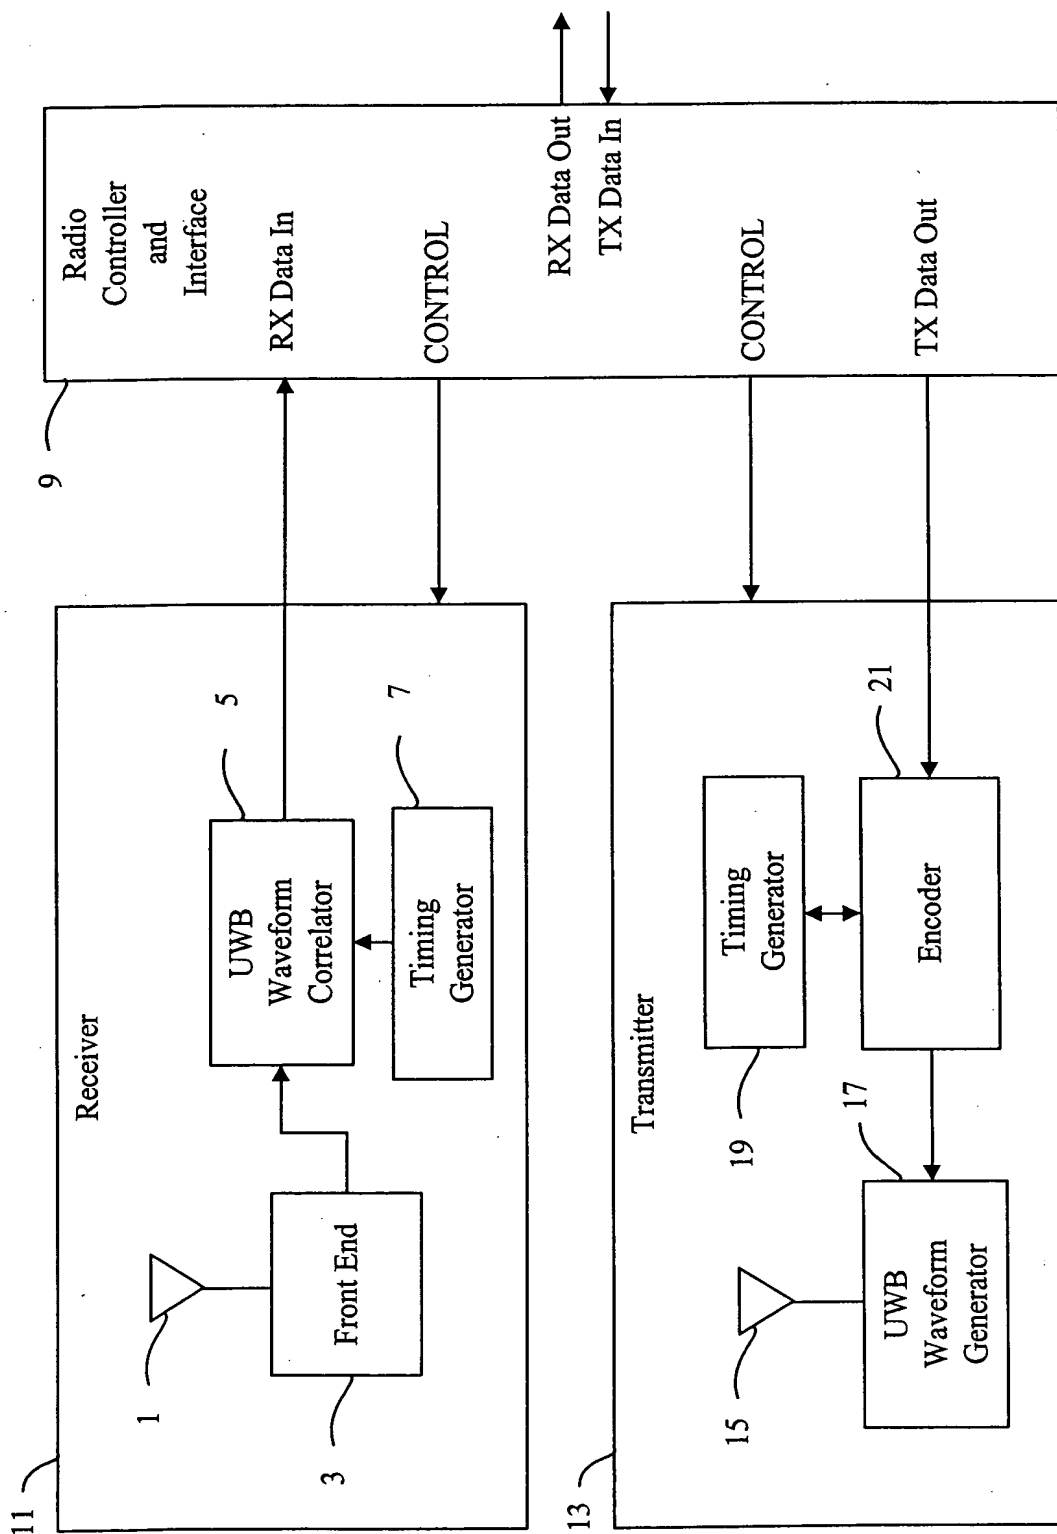 11
Receiver
1
3
Front End
5
UWB
Waveform
Correlator
7
Timing
Generator
9
Radio
Controller
and
Interface
RX Data In
CONTROL
RX Data Out
TX Data In
CONTROL
TX Data Out
13
Transmitter
15
17
UWB
Waveform
Generator
19
Timing
Generator
21
Encoder